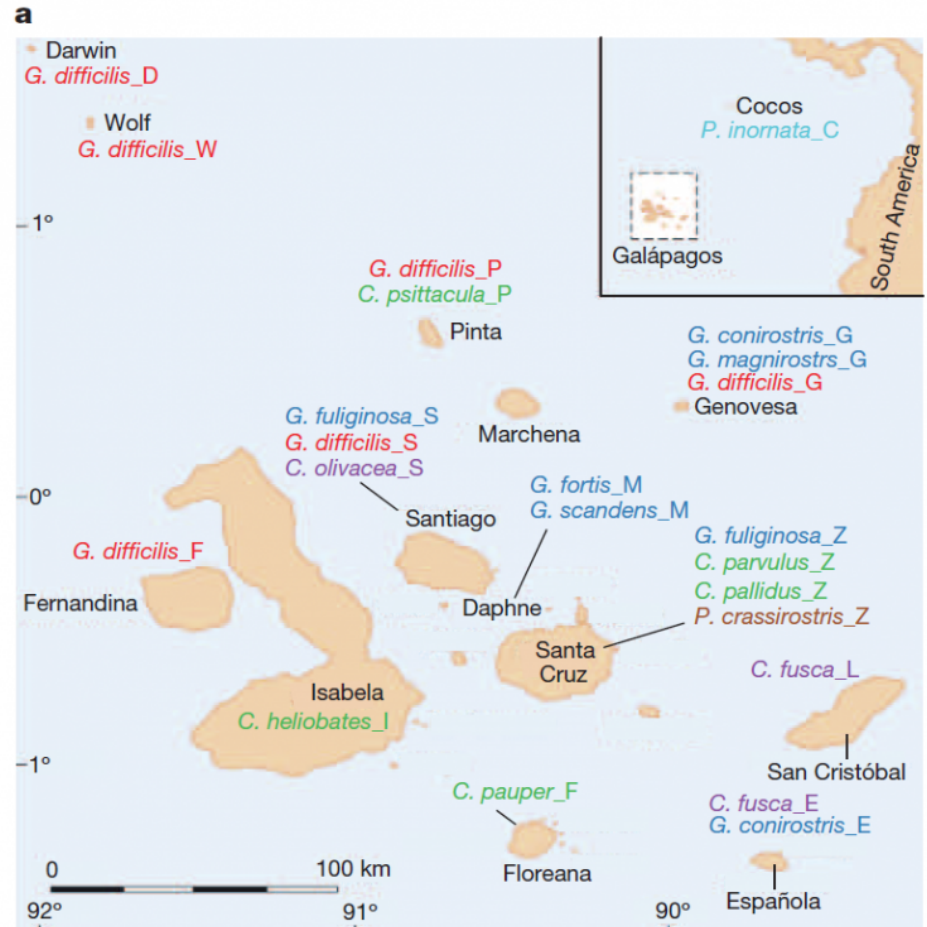 a
Darwin
G. difficilis_D
Wolf
G. difficilis_W
Cocos
P. inornata_C
Galápagos
South America
1°
G. difficilis_P
C. psittacula_P
Pinta
G. conirostris_G
G. magnirostrs_G
G. difficilis_G
Genovesa
Marchena
G. fuliginosa_S
G. difficilis_S
C. olivacea_S
Santiago
0°
G. fortis_M
G. scandens_M
Daphne
G. fuliginosa_Z
C. parvulus_Z
C. pallidus_Z
P. crassirostris_Z
Santa
Cruz
G. difficilis_F
Fernandina
Isabela
C. heliobates_I
C. fusca_L
San Cristóbal
1°
C. pauper_F
Floreana
C. fusca_E
G. conirostris_E
Española
0 100 km
92° 91° 90°